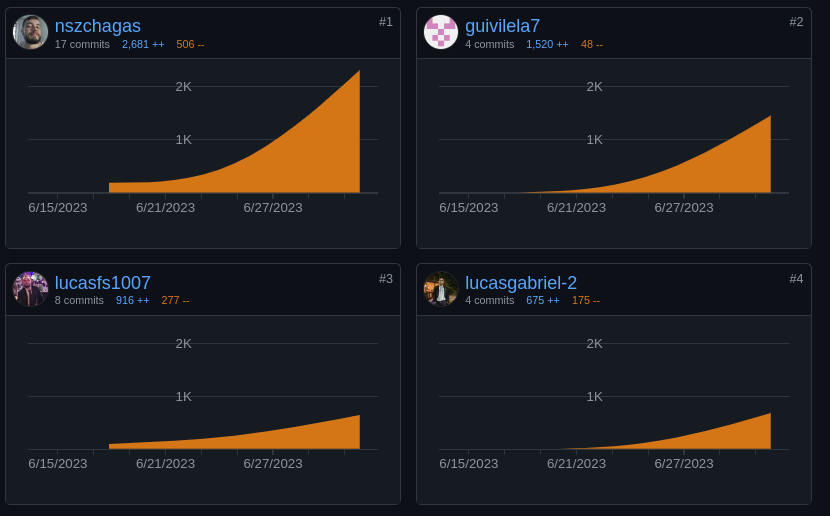 nszchagas #1
17 commits 2,681 ++ 506 --
2K
1K
6/15/2023 6/21/2023 6/27/2023
guivilela7 #2
4 commits 1,520 ++ 48 --
2K
1K
6/15/2023 6/21/2023 6/27/2023
lucasfs1007 #3
8 commits 916 ++ 277 --
2K
1K
6/15/2023 6/21/2023 6/27/2023
lucasgabriel-2 #4
4 commits 675 ++ 175 --
2K
1K
6/15/2023 6/21/2023 6/27/2023